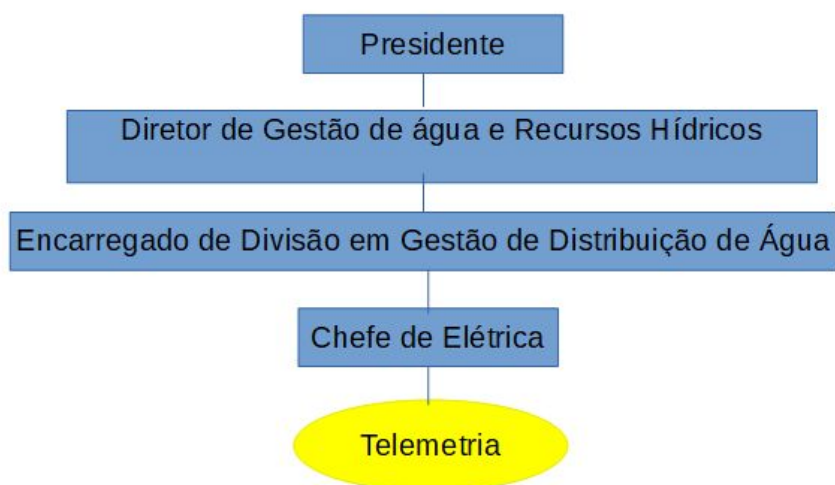 Presidente
Diretor de Gestão de água e Recursos Hídricos
Encarregado de Divisão em Gestão de Distribuição de Água
Chefe de Elétrica
Telemetria